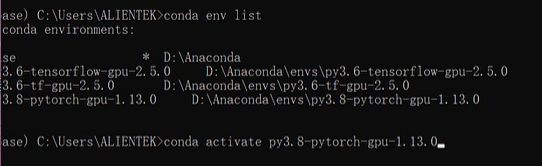 ase) C:\Users\ALIENTEK>conda env list
conda environments:
se * D:\Anaconda
3.6-tensorflow-gpu-2.5.0 D:\Anaconda\envs\py3.6-tensorflow-gpu-2.5.0
3.6-tf-gpu-2.5.0 D:\Anaconda\envs\py3.6-tf-gpu-2.5.0
3.8-pytorch-gpu-1.13.0 D:\Anaconda\envs\py3.8-pytorch-gpu-1.13.0
ase) C:\Users\ALIENTEK>conda activate py3.8-pytorch-gpu-1.13.0